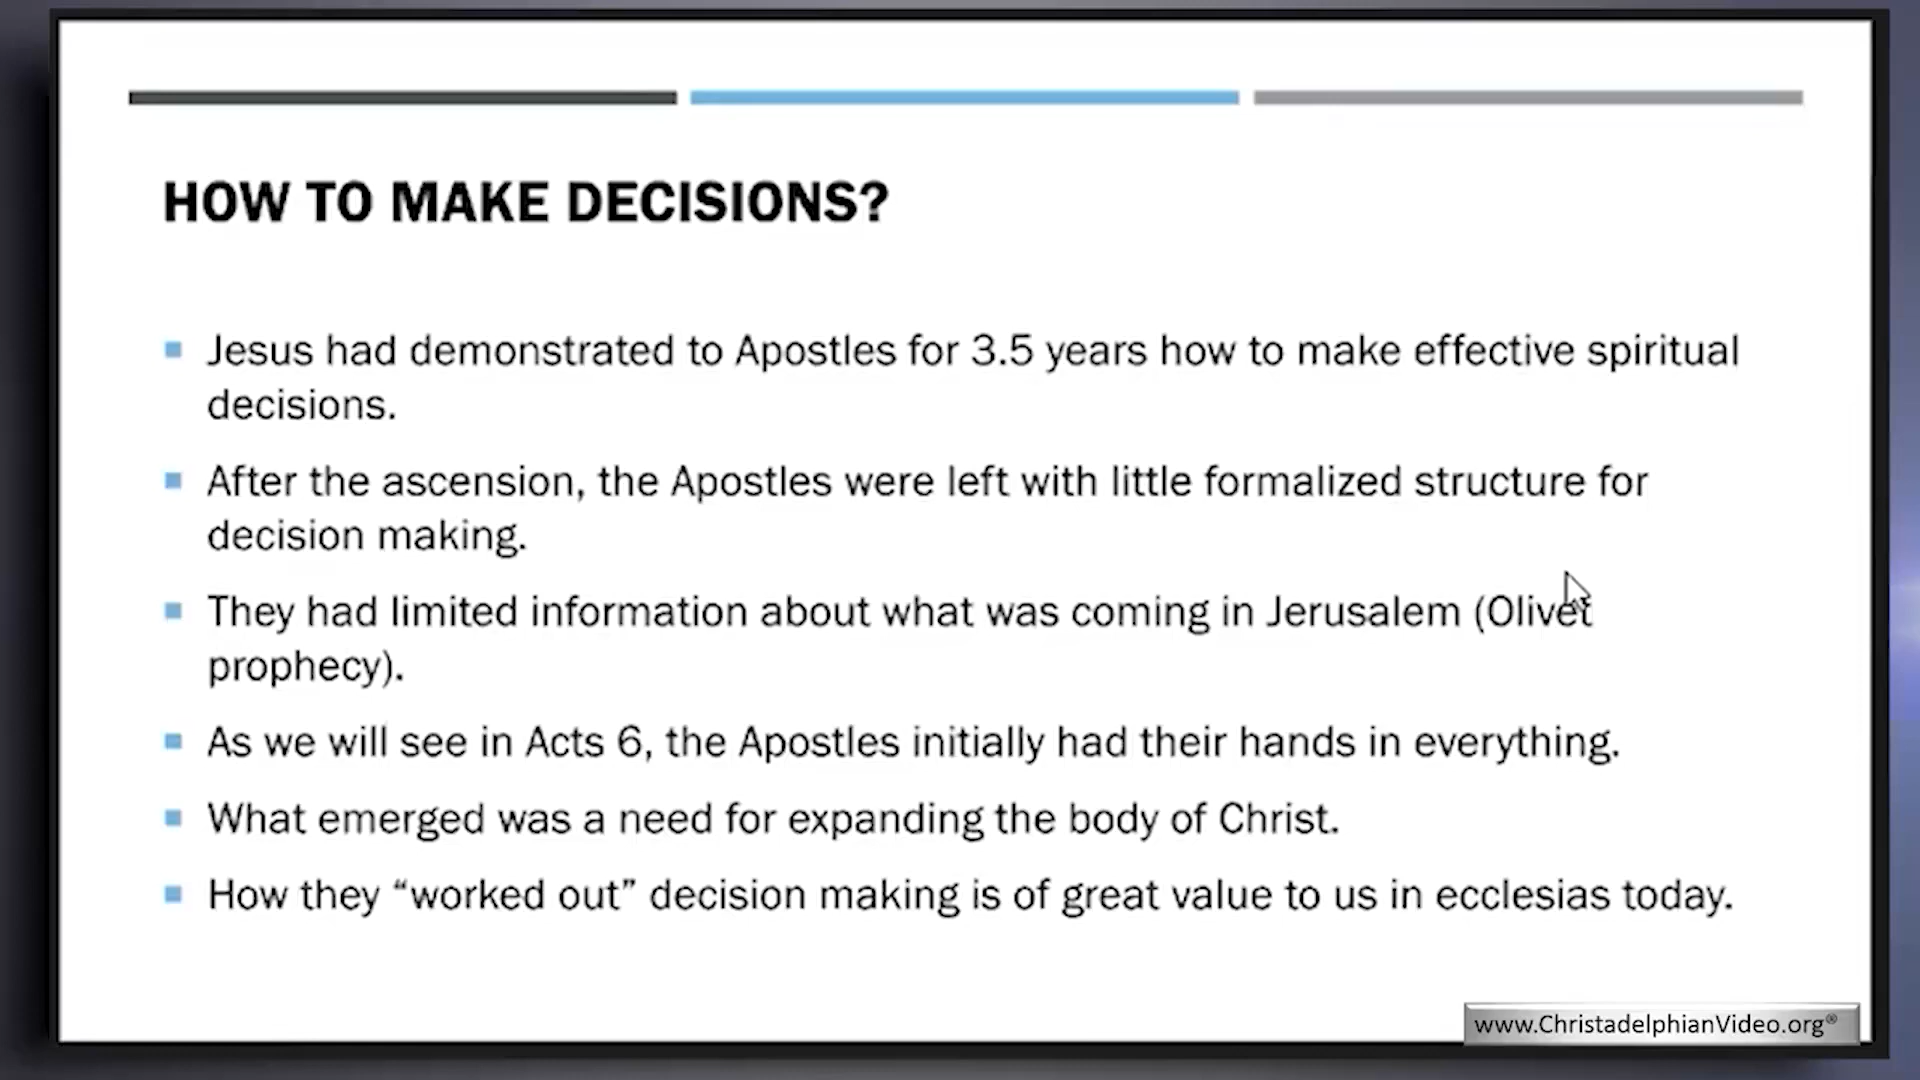 HOW TO MAKE DECISIONS?
Jesus had demonstrated to Apostles for 3.5 years how to make effective spiritual
decisions.
After the ascension, the Apostles were left with little formalized structure for
decision making.
They had limited information about what was coming in Jerusalem (Olivet
prophecy).
As we will see in Acts 6, the Apostles initially had their hands in everything.
What emerged was a need for expanding the body of Christ.
How they “worked out” decision making is of great value to us in ecclesias today.
www.ChristadelphianVideo.org®